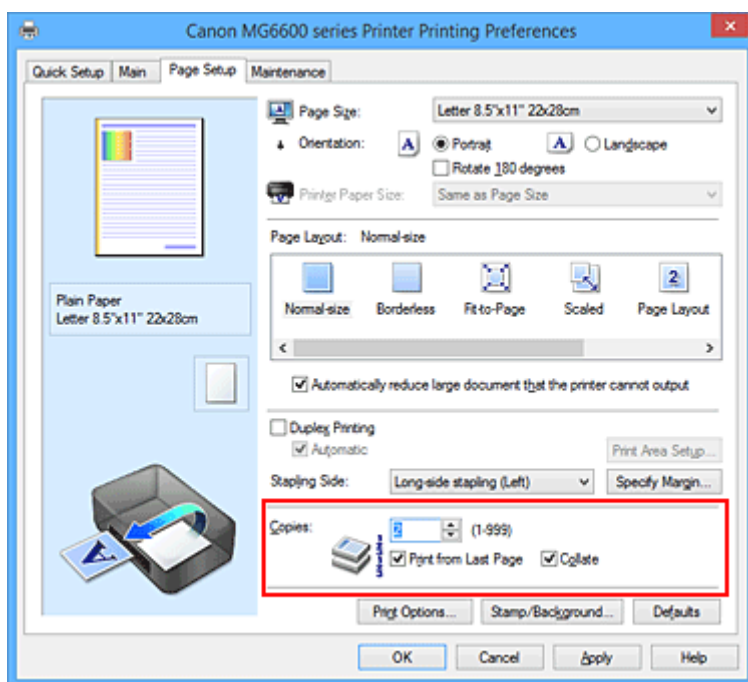 Canon MG6600 series Printer Printing Preferences
Quick Setup Main Page Setup Maintenance
Page Size: Letter 8.5"x11" 22x28cm
Orientation: A Portrait A Landscape
Rotate 180 degrees
Printer Paper Size: Same as Page Size
Page Layout: Normal-size
Plain Paper
Letter 8.5"x11" 22x28cm
2
Normal-size Borderless Fit-to-Page Scaled Page Layout
Automatically reduce large document that the printer cannot output
Duplex Printing
Automatic
Print Area Setup...
Stapling Side: Long-side stapling (Left) Specify Margin...
Copies: 2 (1-999)
Print from Last Page Collate
A
Print Options... Stamp/Background... Defaults
OK Cancel Apply Help